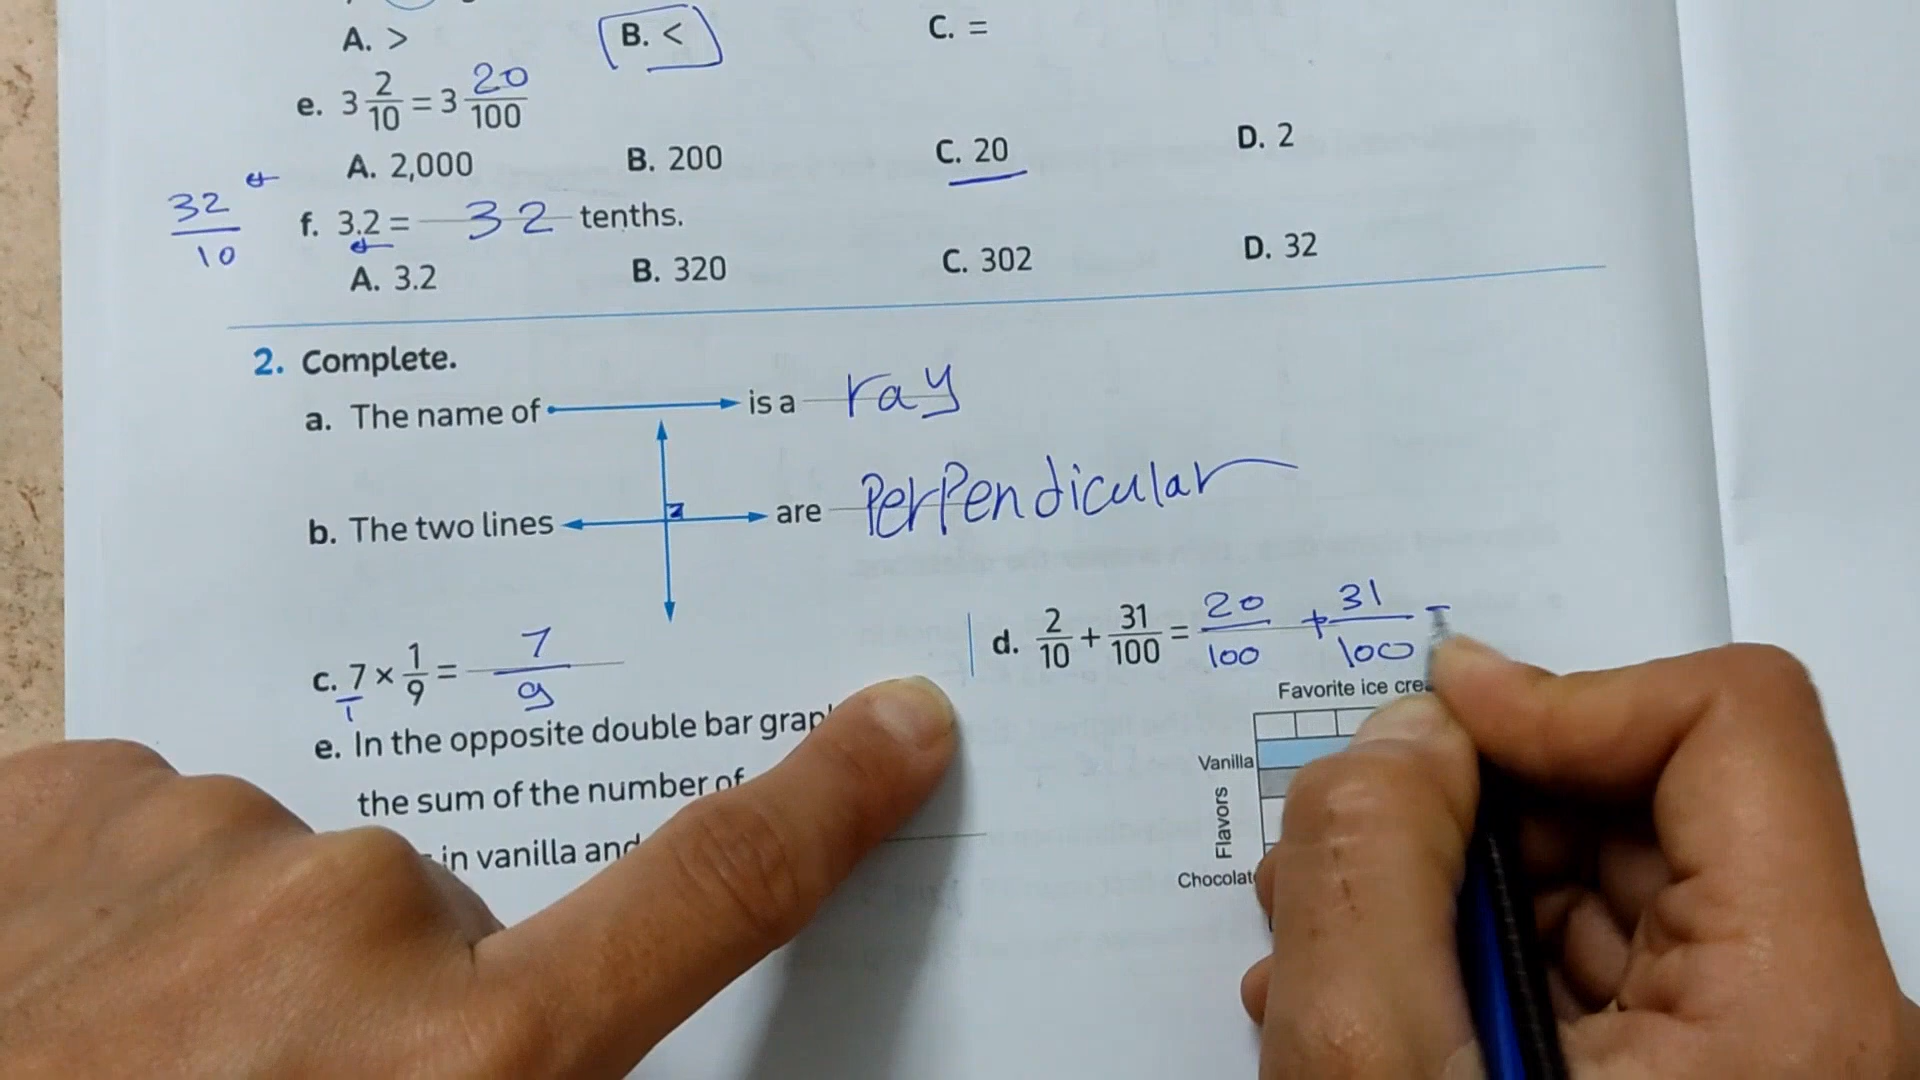 A. > B. < C. =
e. 3 2/10 = 3 20/100
A. 2,000 B. 200 C. 20 D. 2
32/10
f. 3.2 = 32 tenths.
A. 3.2 B. 320 C. 302 D. 32
2. Complete.
a. The name of is a ray
b. The two lines are PerPendicular
c. 7/1 × 1/9 = 7/9
d. 2/10 + 31/100 = 20/100 + 31/100 =
e. In the opposite double bar
the sum of the number of
in vanilla and
Favorite ice
Vanilla
Flavors